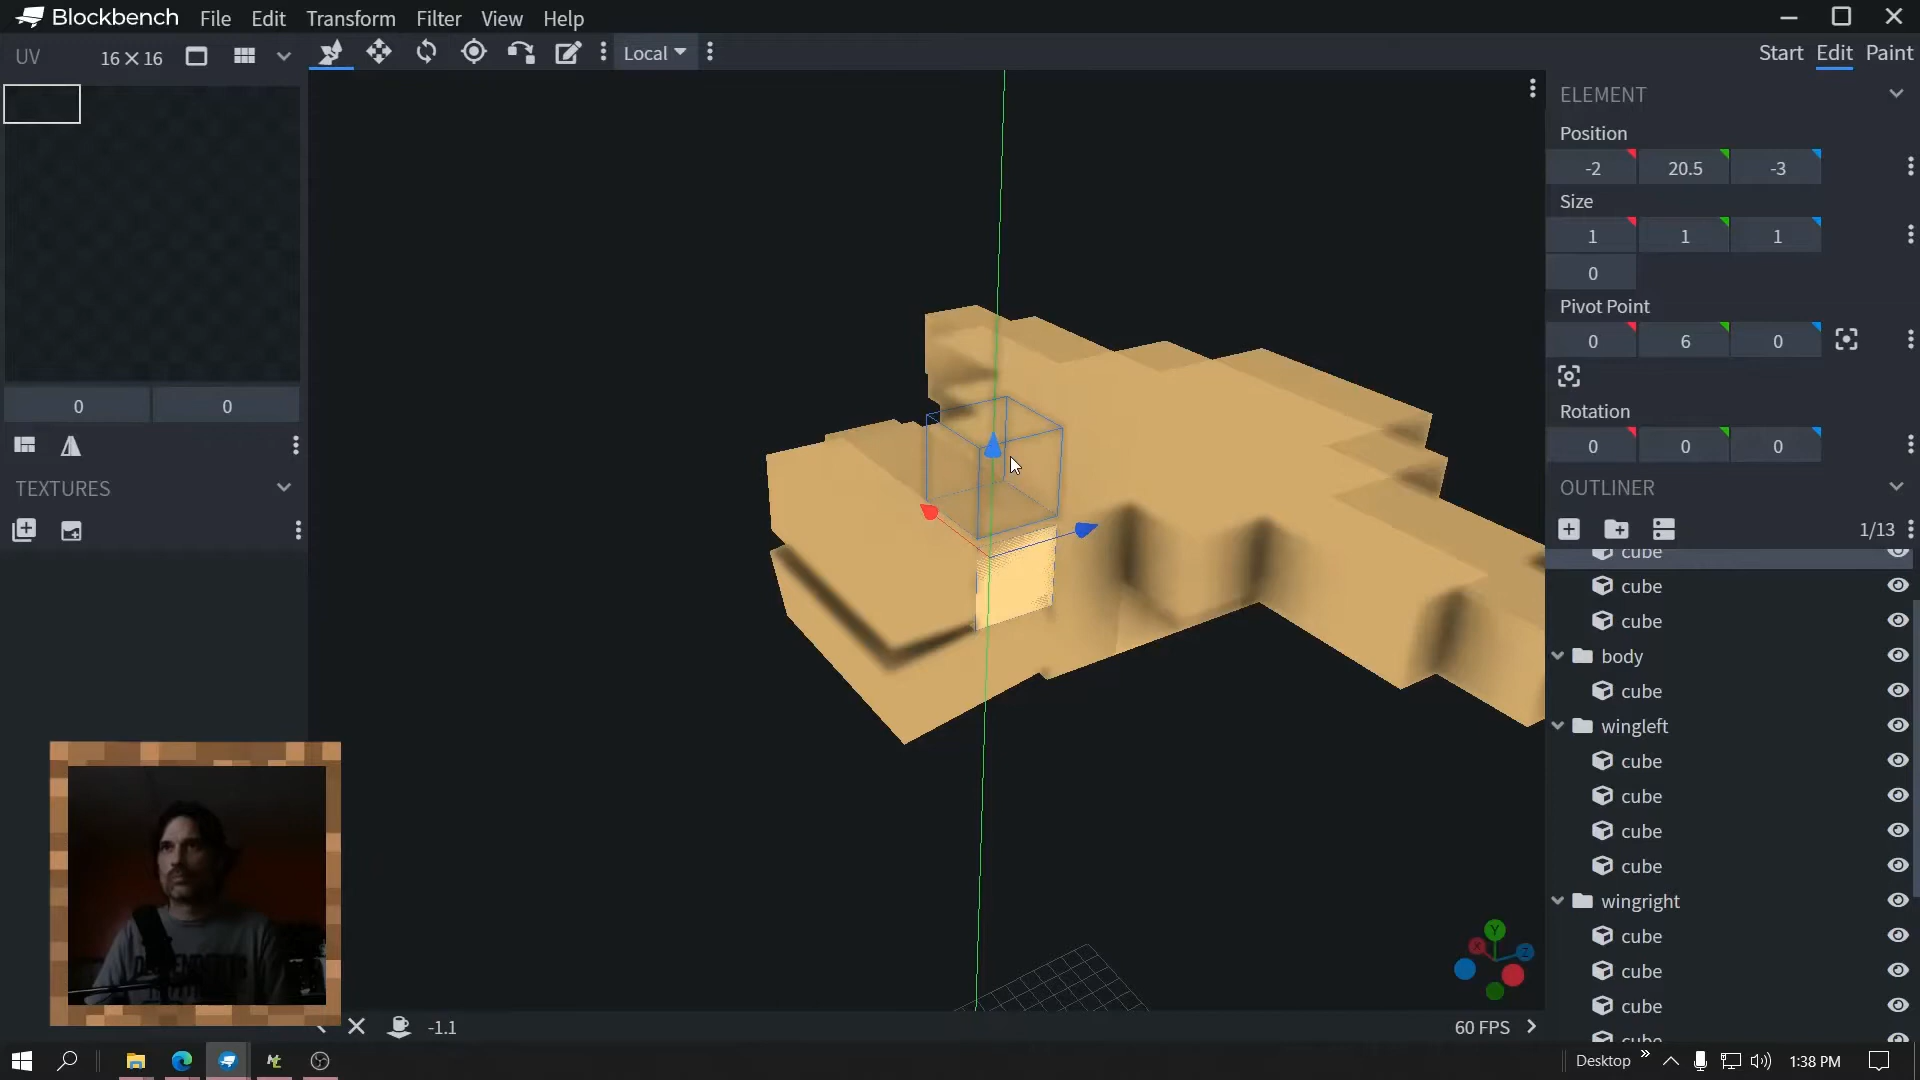 Blockbench File Edit Transform Filter View Help
UV 16×16 Local Start Edit Paint
ELEMENT
Position
-2 20.5 -3
Size
1 1 1
0
Pivot Point
0 6 0
Rotation
0 0 0
0 0
TEXTURES
OUTLINER
1/13
cube
cube
cube
body
cube
wingleft
cube
cube
cube
cube
wingright
cube
cube
cube
cube
X Y Z
-1.1 60 FPS
Desktop 1:38 PM